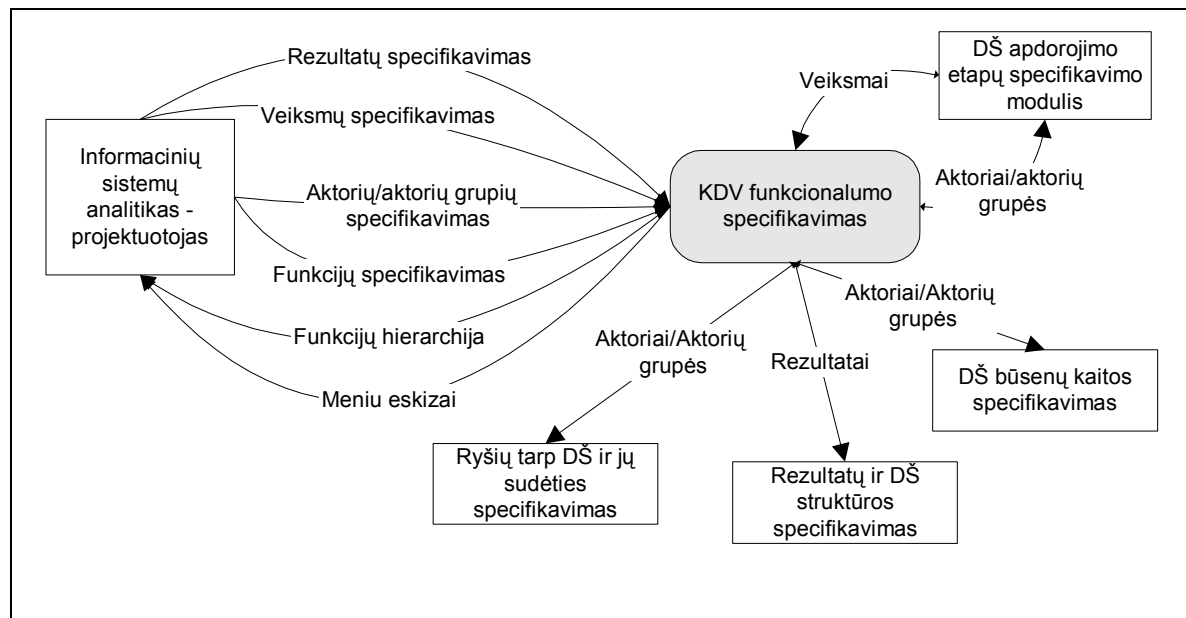 Rezultatų specifikavimas
Veiksmų specifikavimas
Informacinių
sistemų
analitikas -
projektuotojas
Aktorių/aktorių grupių
specifikavimas
Funkcijų specifikavimas
Funkcijų hierarchija
Meniu eskizai
KDV funkcionalumo
specifikavimas
Veiksmai
DŠ apdorojimo
etapų specifikavimo
modulis
Aktoriai/aktorių
grupės
Aktoriai/Aktorių
grupės
DŠ būsenų kaitos
specifikavimas
Aktoriai/Aktorių
grupės
Rezultatai
Ryšių tarp DŠ ir jų
sudėties
specifikavimas
Rezultatų ir DŠ
struktūros
specifikavimas